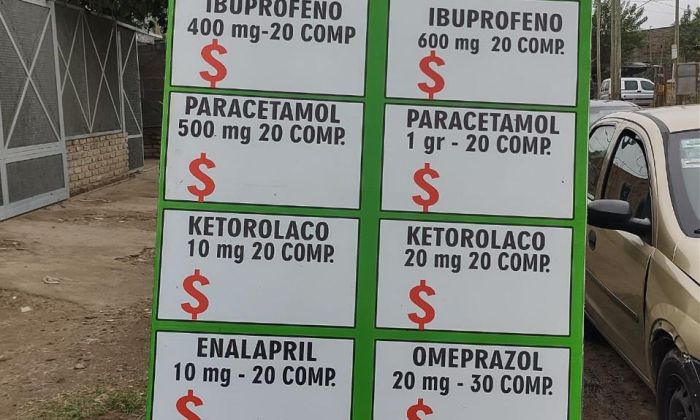 IBUPROFENO
400 mg-20 COMP
$
IBUPROFENO
600 mg 20 COMP.
$
PARACETAMOL
500 mg 20 COMP.
$
PARACETAMOL
1 gr - 20 COMP.
$
KETOROLACO
10 mg 20 COMP.
$
KETOROLACO
20 mg 20 COMP.
$
ENALAPRIL
10 mg - 20 COMP.
$
OMEPRAZOL
20 mg - 30 COMP.
$